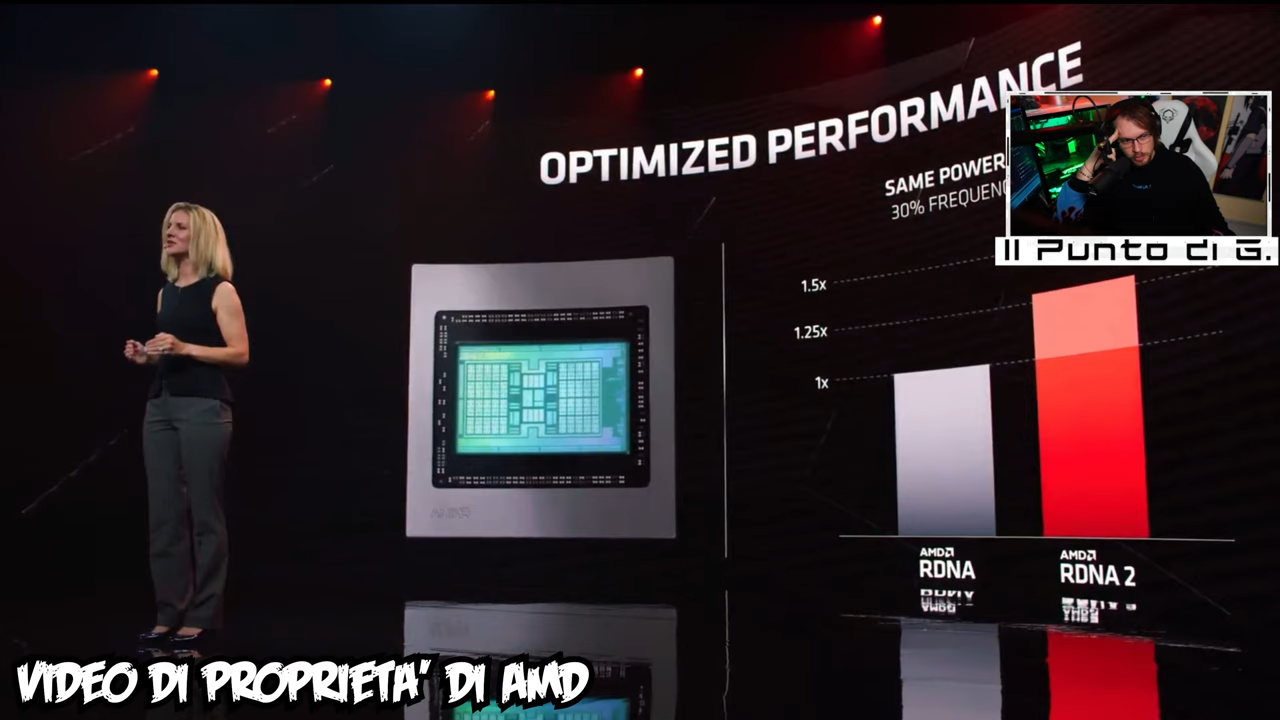 OPTIMIZED PERFORMANCE
SAME POWER
30% FREQUENC
Il Punto di G.
1.5x
1.25x
1x
AMD
RDNA
AMD
RDNA 2
VIDEO DI PROPRIETA' DI AMD